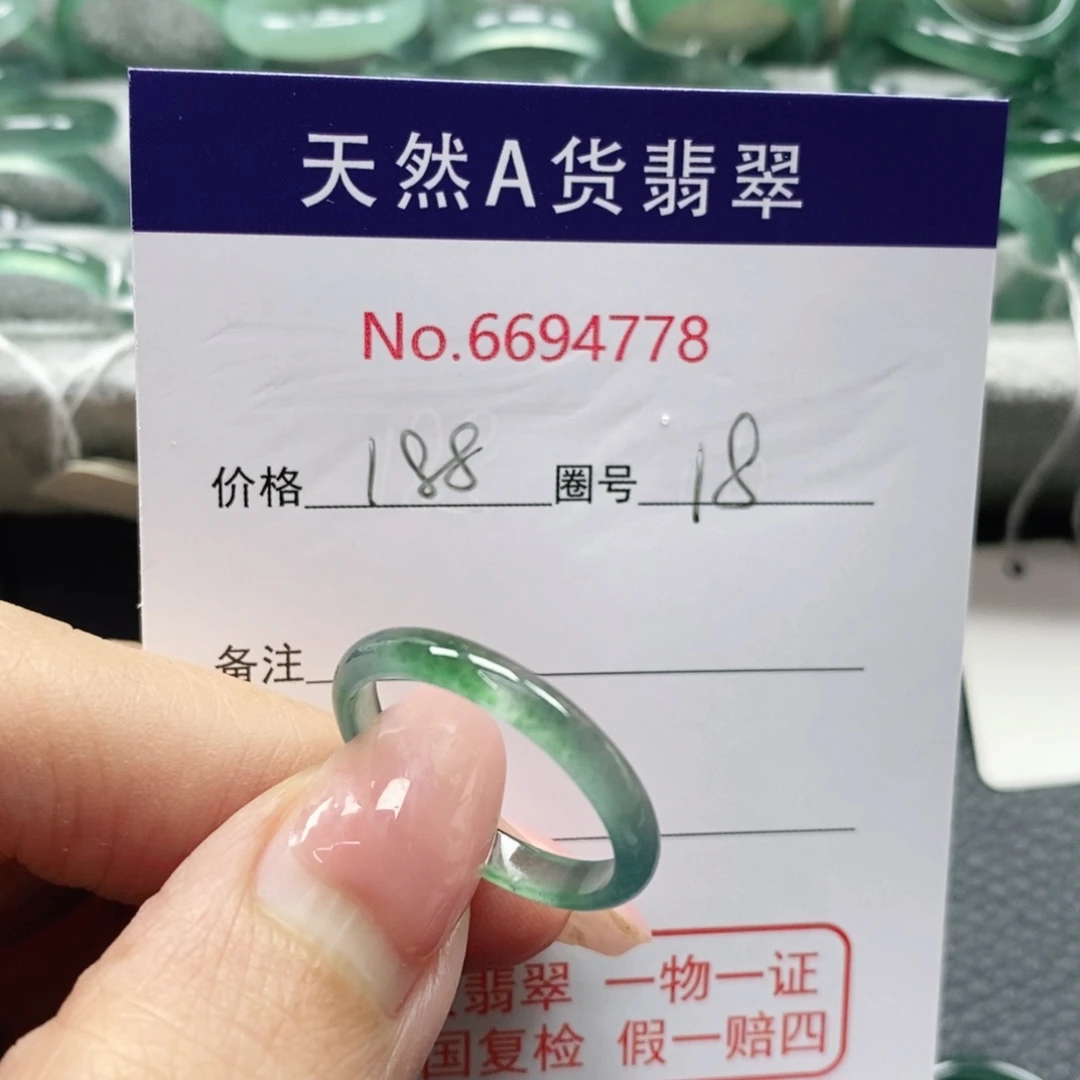 天然A货翡翠
No.6694778
价格 188 圈号 18
备注
翡翠 一物一证
国复检 假一赔四